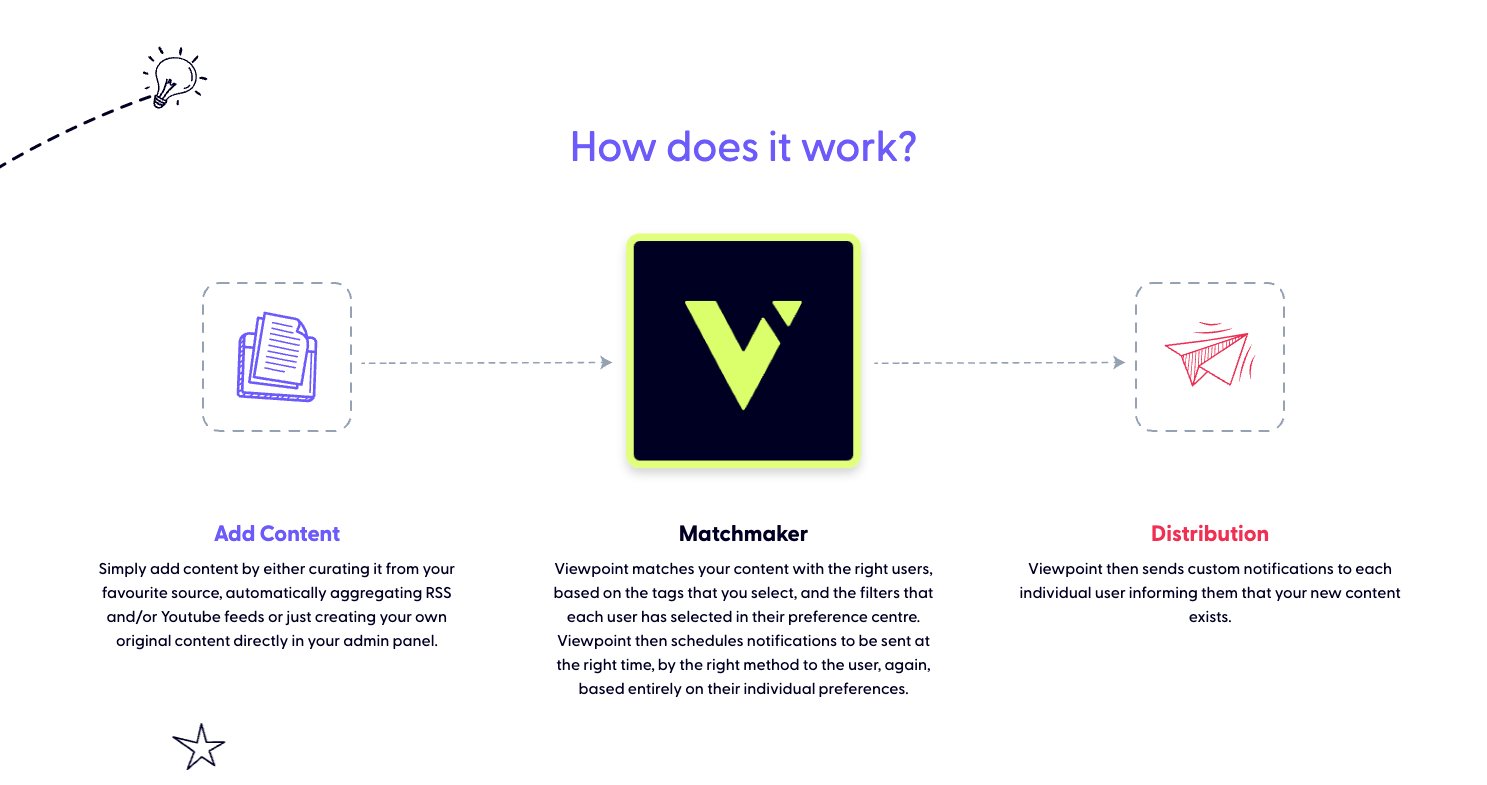 How does it work?
Add Content
Simply add content by either curating it from your
favourite source, automatically aggregating RSS
and/or Youtube feeds or just creating your own
original content directly in your admin panel.
Matchmaker
Viewpoint matches your content with the right users,
based on the tags that you select, and the filters that
each user has selected in their preference centre.
Viewpoint then schedules notifications to be sent at
the right time, by the right method to the user, again,
based entirely on their individual preferences.
Distribution
Viewpoint then sends custom notifications to each
individual user informing them that your new content
exists.